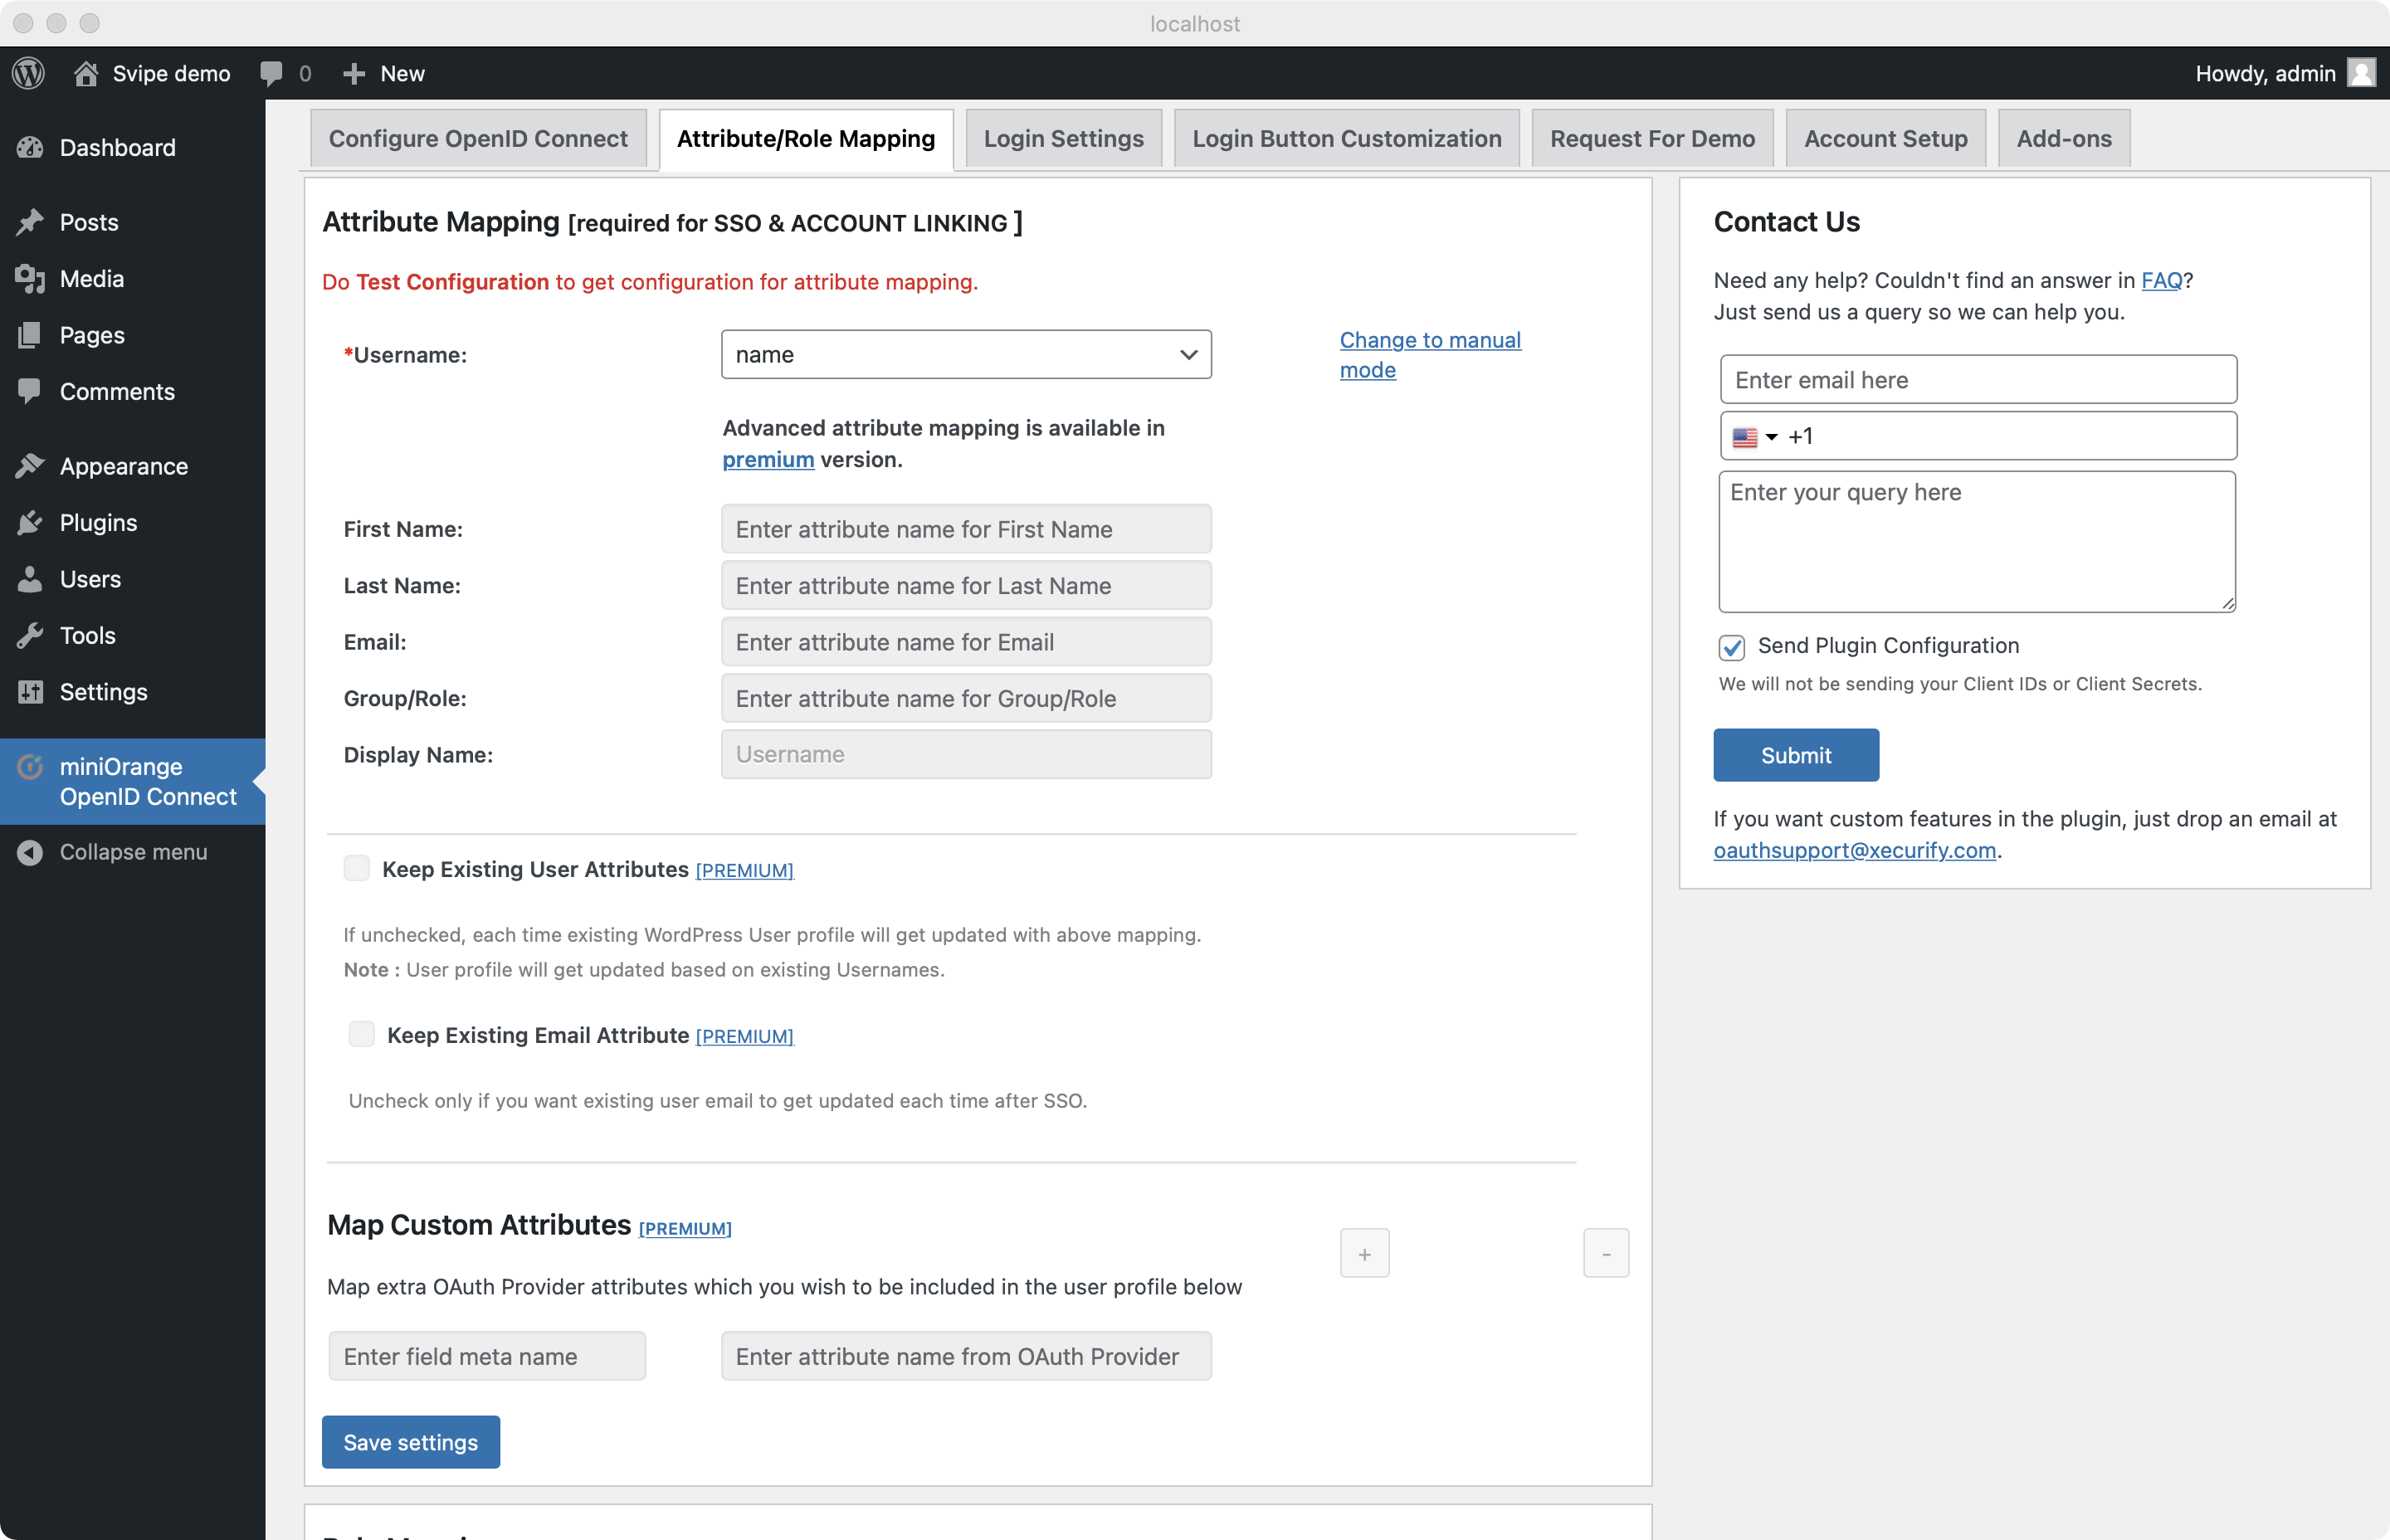 localhost
Svipe demo
0
New
Howdy, admin
Dashboard
Posts
Media
Pages
Comments
Appearance
Plugins
Users
Tools
Settings
miniOrange
OpenID Connect
Collapse menu
Configure OpenID Connect
Attribute/Role Mapping
Login Settings
Login Button Customization
Request For Demo
Account Setup
Add-ons
Attribute Mapping [required for SSO & ACCOUNT LINKING ]
Do Test Configuration to get configuration for attribute mapping.
*Username:
name
Change to manual
mode
Advanced attribute mapping is available in
premium version.
First Name:
Enter attribute name for First Name
Last Name:
Enter attribute name for Last Name
Email:
Enter attribute name for Email
Group/Role:
Enter attribute name for Group/Role
Display Name:
Username
Keep Existing User Attributes [PREMIUM]
If unchecked, each time existing WordPress User profile will get updated with above mapping.
Note : User profile will get updated based on existing Usernames.
Keep Existing Email Attribute [PREMIUM]
Uncheck only if you want existing user email to get updated each time after SSO.
Map Custom Attributes [PREMIUM]
+
-
Map extra OAuth Provider attributes which you wish to be included in the user profile below
Enter field meta name
Enter attribute name from OAuth Provider
Save settings
Contact Us
Need any help? Couldn't find an answer in FAQ?
Just send us a query so we can help you.
Enter email here
+1
Enter your query here
Send Plugin Configuration
We will not be sending your Client IDs or Client Secrets.
Submit
If you want custom features in the plugin, just drop an email at
oauthsupport@xecurify.com.